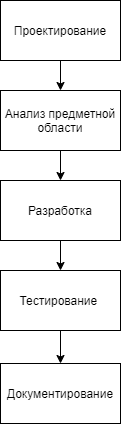 Проектирование
Анализ предметной
области
Разработка
Тестирование
Документирование